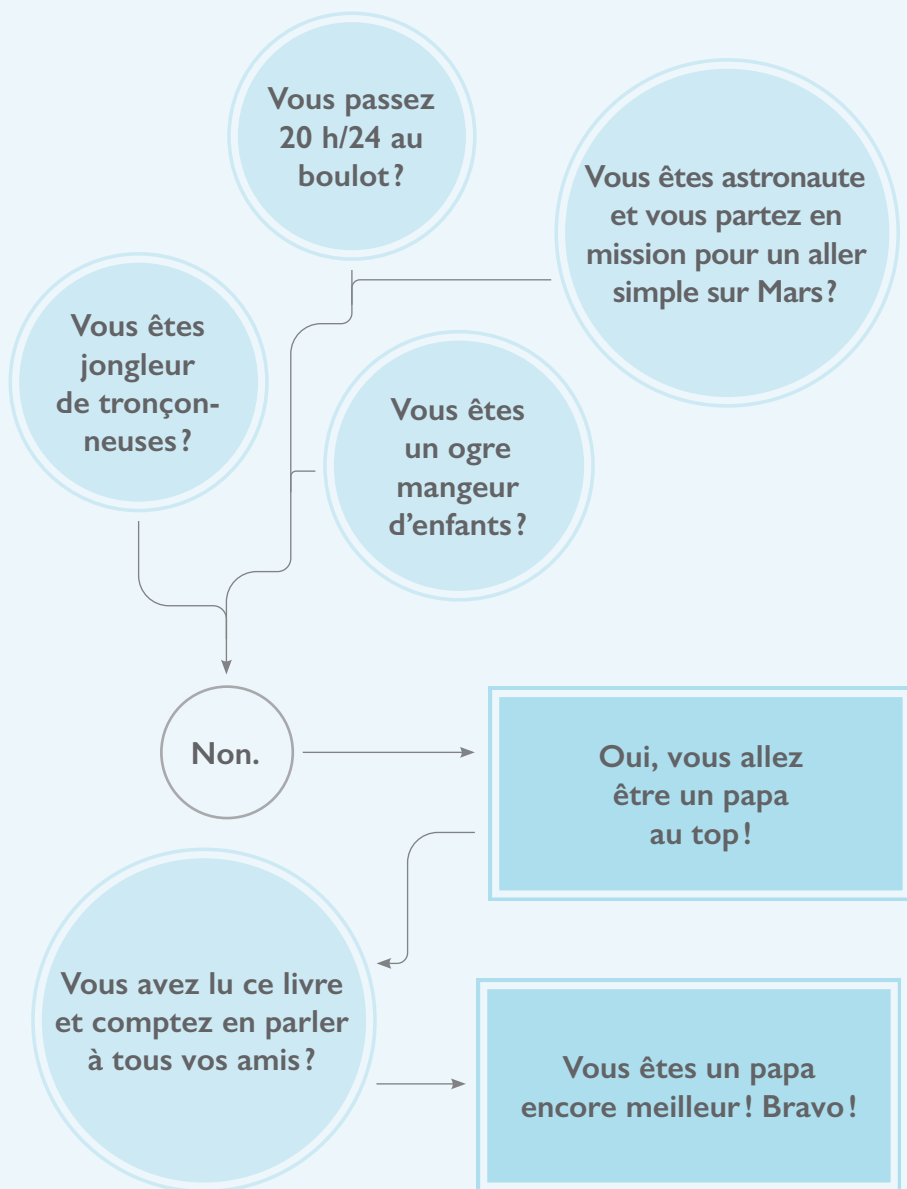 Vous passez
20 h/24 au
boulot ?
Vous êtes astronaute
et vous partez en
mission pour un aller
simple sur Mars ?
Vous êtes
jongleur
de tronçon-
neuses ?
Vous êtes
un ogre
mangeur
d’enfants ?
Non.
Oui, vous allez
être un papa
au top !
Vous avez lu ce livre
et comptez en parler
à tous vos amis ?
Vous êtes un papa
encore meilleur ! Bravo !